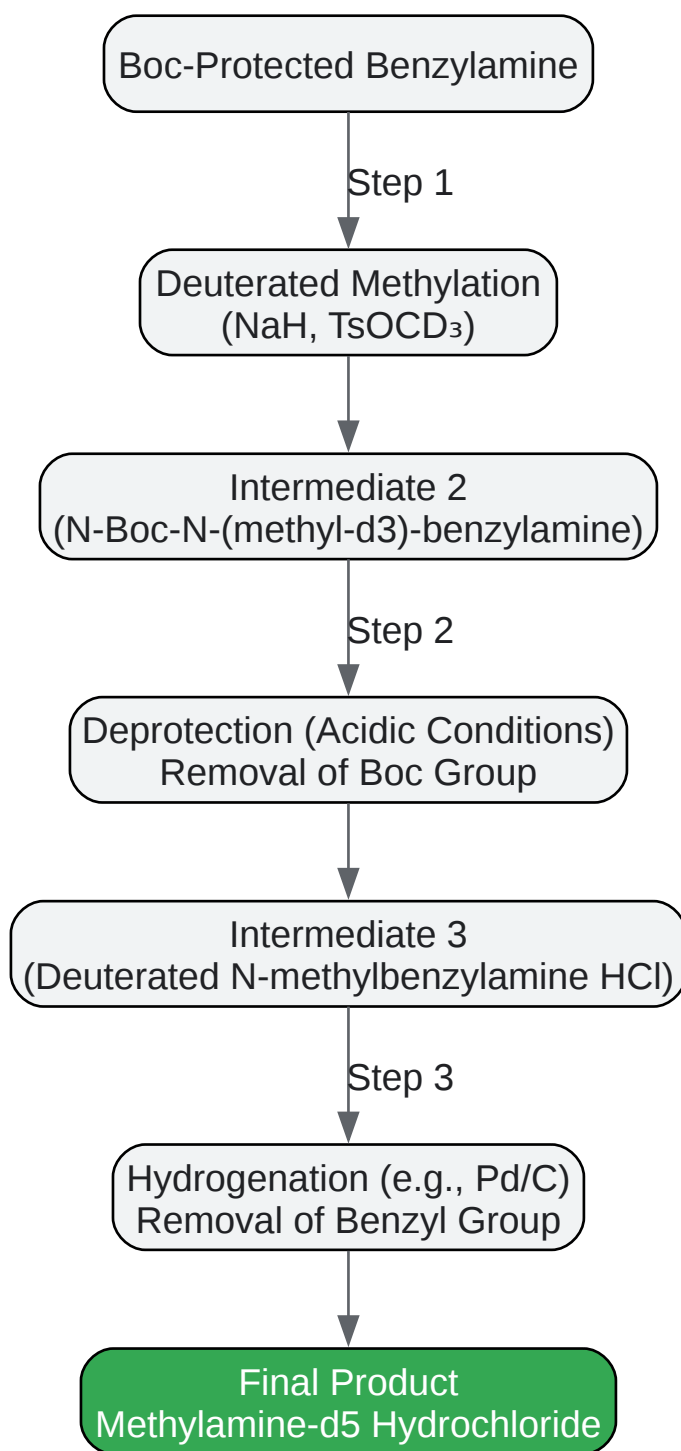 Boc-Protected Benzylamine
Step 1
Deuterated Methylation
(NaH, TsOCD₃)
Intermediate 2
(N-Boc-N-(methyl-d3)-benzylamine)
Step 2
Deprotection (Acidic Conditions)
Removal of Boc Group
Intermediate 3
(Deuterated N-methylbenzylamine HCl)
Step 3
Hydrogenation (e.g., Pd/C)
Removal of Benzyl Group
Final Product
Methylamine-d5 Hydrochloride